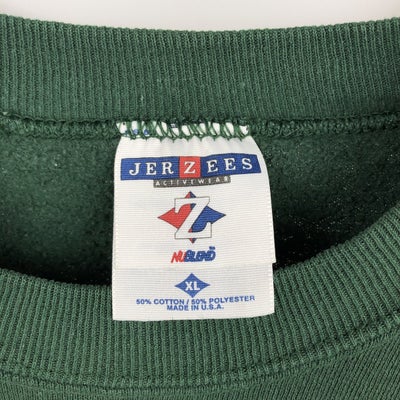 JERZEES
ACTIVEWEAR
Z
NUBLEND
XL
50% COTTON / 50% POLYESTER
MADE IN U.S.A.